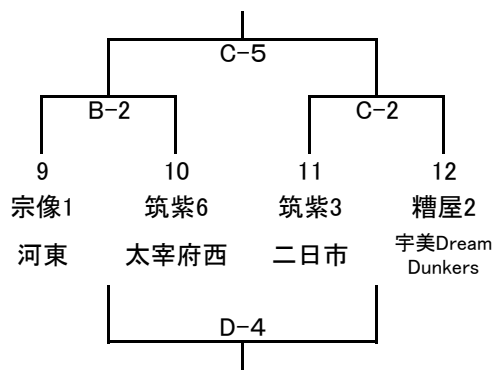 C-5
B-2 C-2
9 10 11 12
宗像1 筑紫6 筑紫3 糟屋2
河東 太宰府西 二日市 宇美Dream
Dunkers
D-4